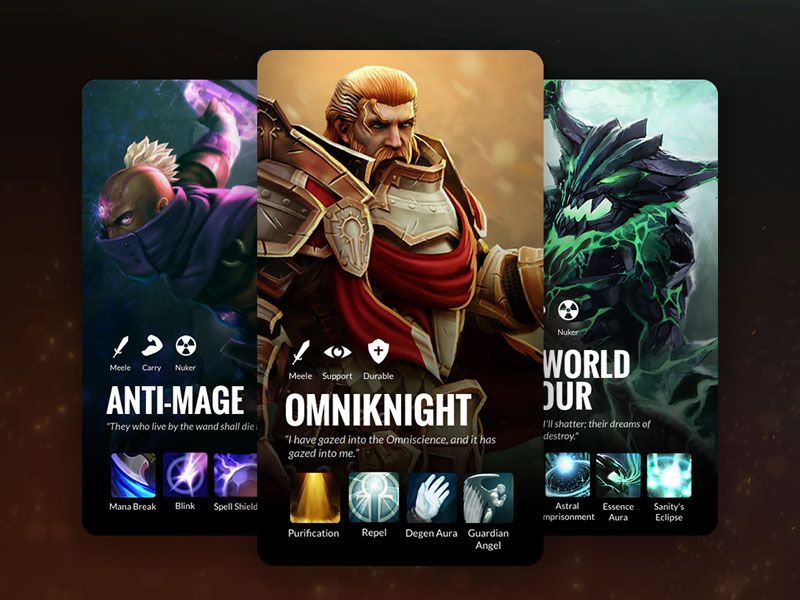 Meele Carry Nuker
ANTI-MAGE
"They who live by the wand shall die
Mana Break Blink Spell Shield
Meele Support Durable
OMNIKNIGHT
"I have gazed into the Omniscience, and it has
gazed into me."
Purification Repel Degen Aura Guardian
Angel
Nuker
WORLD
OUR
'll shatter; their dreams of
destroy."
Astral Essence Sanity's
mprisonment Aura Eclipse